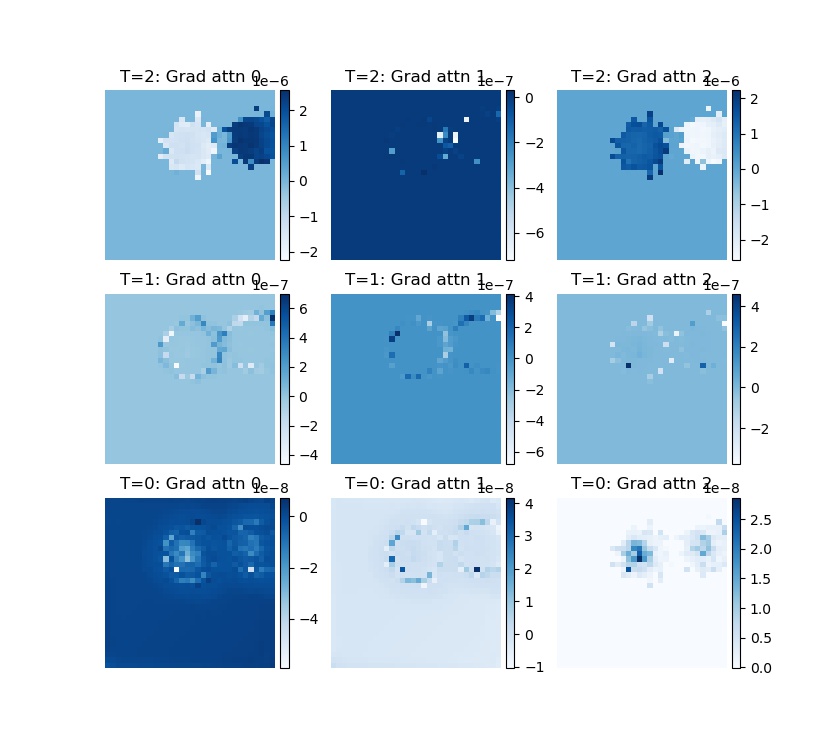 T=2: Grad attn 0
1e−6
T=2: Grad attn 1
1e−7
T=2: Grad attn 2
1e−6
2
1
0
−1
−2
0
−2
−4
−6
2
1
0
−1
−2
T=1: Grad attn 0
1e−7
T=1: Grad attn 1
1e−7
T=1: Grad attn 2
1e−7
6
4
2
0
−2
−4
4
2
0
−2
−4
−6
4
2
0
−2
T=0: Grad attn 0
1e−8
T=0: Grad attn 1
1e−8
T=0: Grad attn 2
1e−8
0
−2
−4
4
3
2
1
0
−1
2.5
2.0
1.5
1.0
0.5
0.0